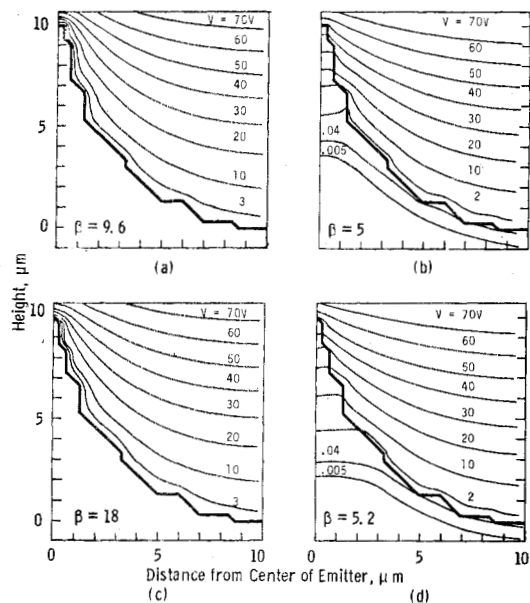 10 V = 70V
60
50
40
5 30
20
10
3
0 β = 9.6
(a)
V = 70V
60
50
40
30
20
.04
.005 10
2
β = 5
(b)
Height, μm
10 V = 70V
60
50
40
5 30
20
10
3
0 β = 18
0 5 10
V = 70V
60
50
40
30
20
.04 10
.005
2
β = 5.2
0 5 10
Distance from Center of Emitter, μm
(c) (d)